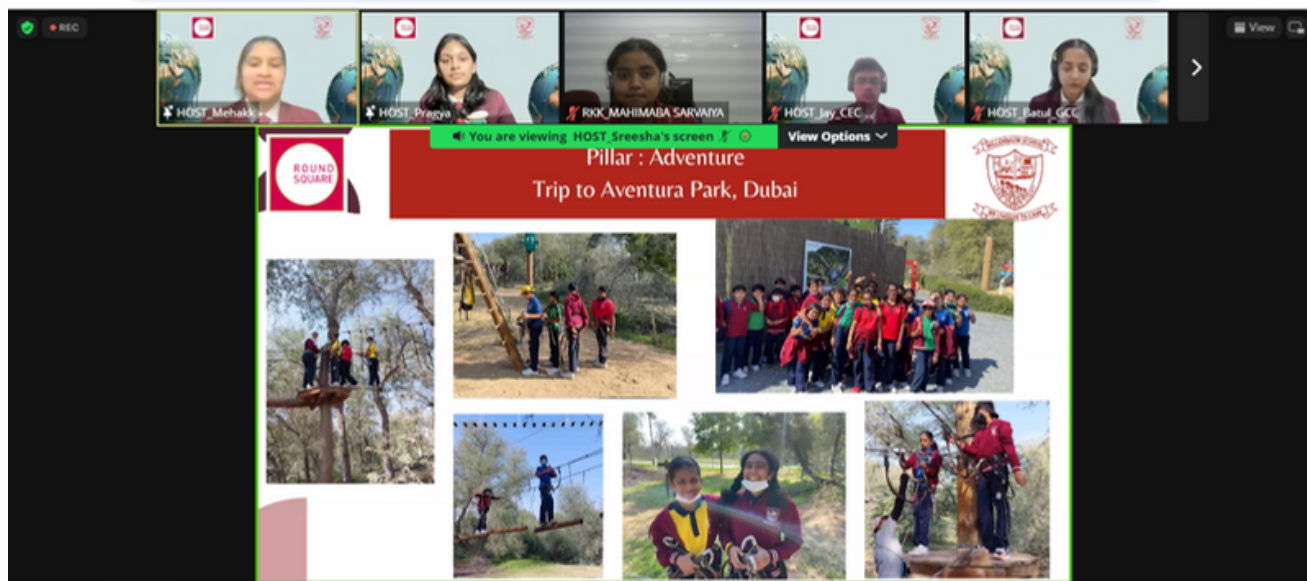 REC
View
HOST_Mehakk
HOST_Pragya
RKK_MAHIMABA SARVAIYA
HOST_Jay_CEC
HOST_Batul_GCC
You are viewing HOST_Sreesha's screen
View Options
ROUND
SQUARE
Pillar : Adventure
Trip to Aventura Park, Dubai